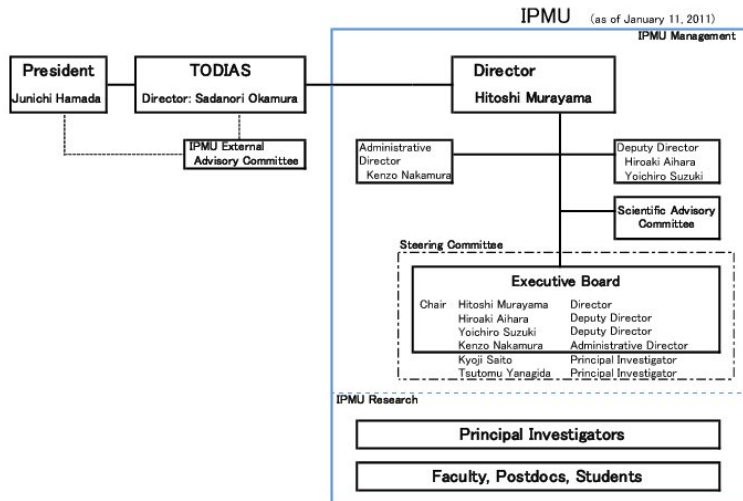 IPMU (as of January 11, 2011)
IPMU Management
President
Junichi Hamada
TODIAS
Director: Sadanori Okamura
Director
Hitoshi Murayama
IPMU External
Advisory Committee
Administrative
Director
Kenzo Nakamura
Deputy Director
Hiroaki Aihara
Yoichiro Suzuki
Scientific Advisory
Committee
Steering Committee
Executive Board
Chair Hitoshi Murayama Director
Hiroaki Aihara Deputy Director
Yoichiro Suzuki Deputy Director
Kenzo Nakamura Administrative Director
Kyoji Saito Principal Investigator
Tsutomu Yanagida Principal Investigator
IPMU Research
Principal Investigators
Faculty, Postdocs, Students